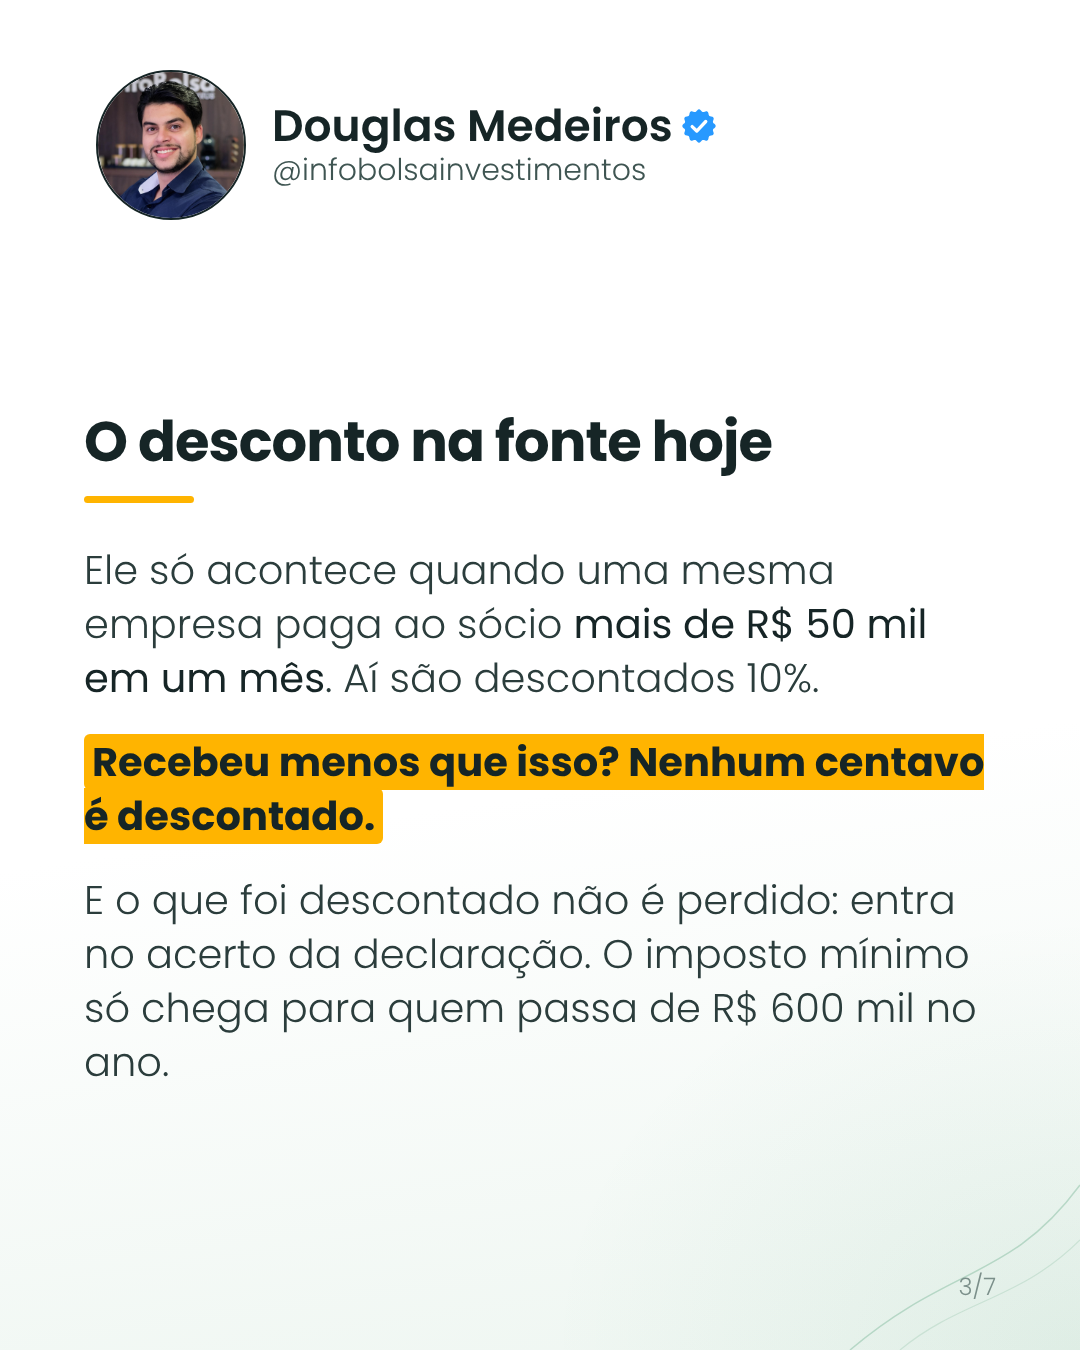 Douglas Medeiros
@infobolsainvestimentos
O desconto na fonte hoje
Ele só acontece quando uma mesma
empresa paga ao sócio mais de R$ 50 mil
em um mês. Aí são descontados 10%.
Recebeu menos que isso? Nenhum centavo
é descontado.
E o que foi descontado não é perdido: entra
no acerto da declaração. O imposto mínimo
só chega para quem passa de R$ 600 mil no
ano.
3/7